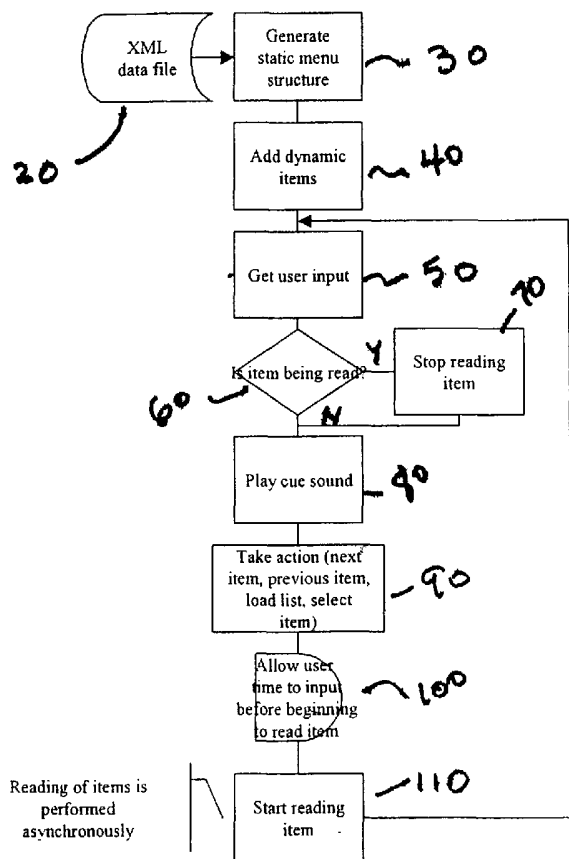 XML
data file
Generate
static menu
structure
30
20
Add dynamic
items
40
Get user input
50
70
Is item being read?
Y
Stop reading
item
60
N
Play cue sound
80
Take action (next
item, previous item,
load list, select
item)
90
Allow user
time to input
before beginning
to read item
100
Reading of items is
performed
asynchronously
Start reading
item
110